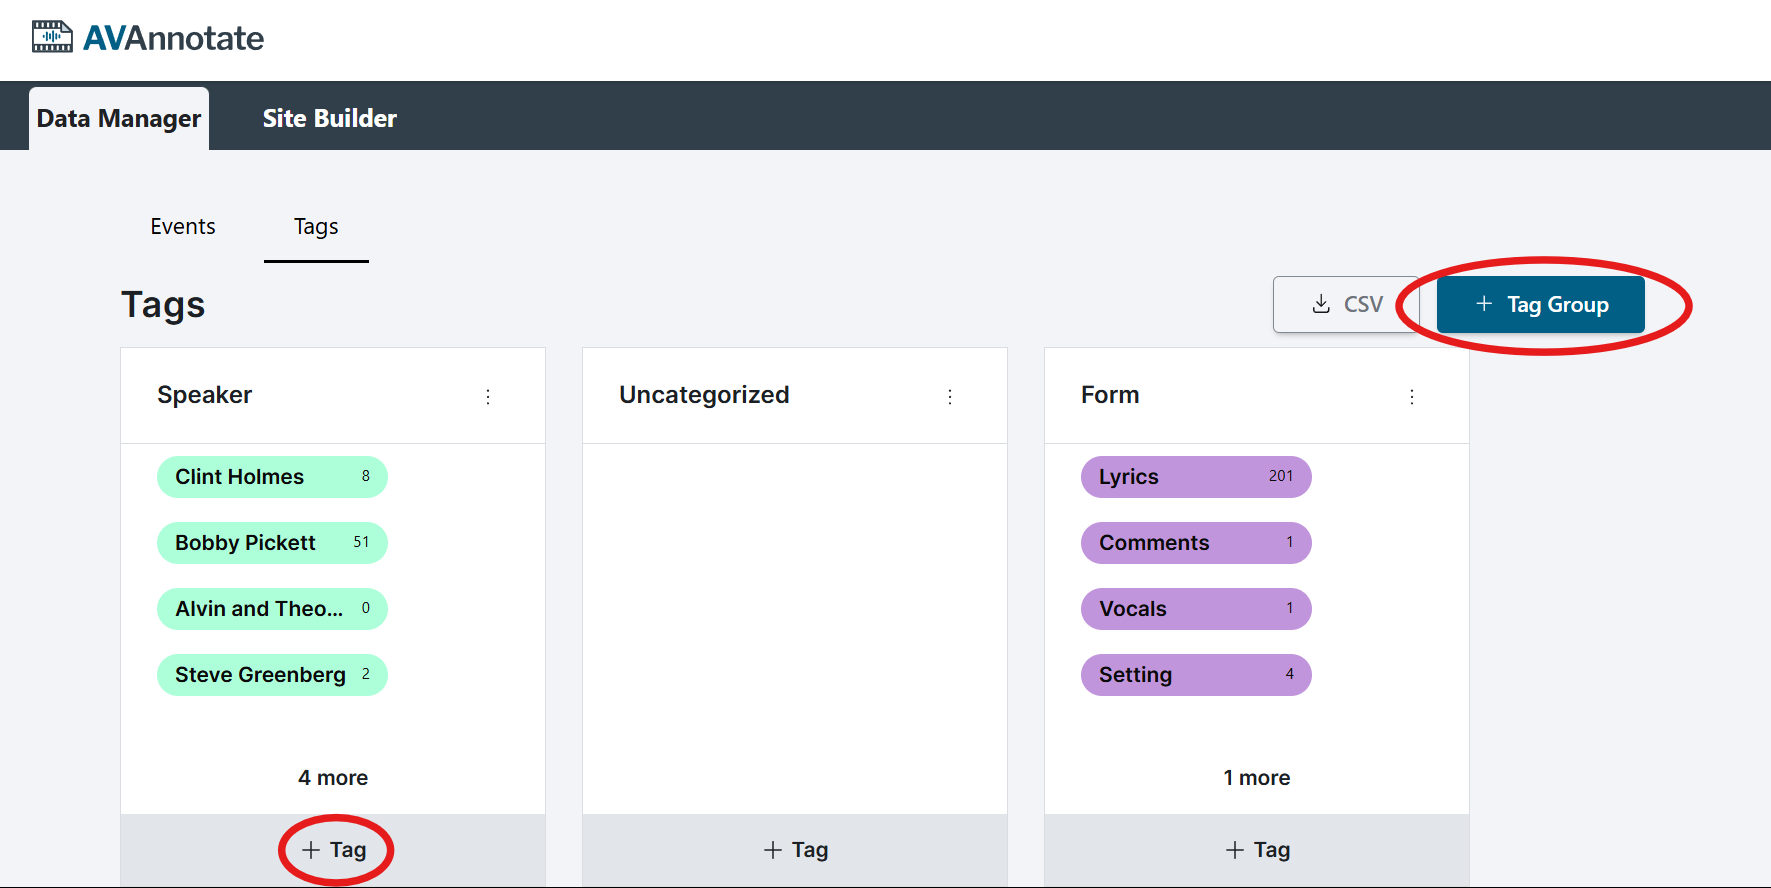 AVAnnotate
Data Manager
Site Builder
Events
Tags
Tags
CSV
+ Tag Group
Speaker
Clint Holmes 8
Bobby Pickett 51
Alvin and Theo... 0
Steve Greenberg 2
4 more
+ Tag
Uncategorized
+ Tag
Form
Lyrics 201
Comments 1
Vocals 1
Setting 4
1 more
+ Tag